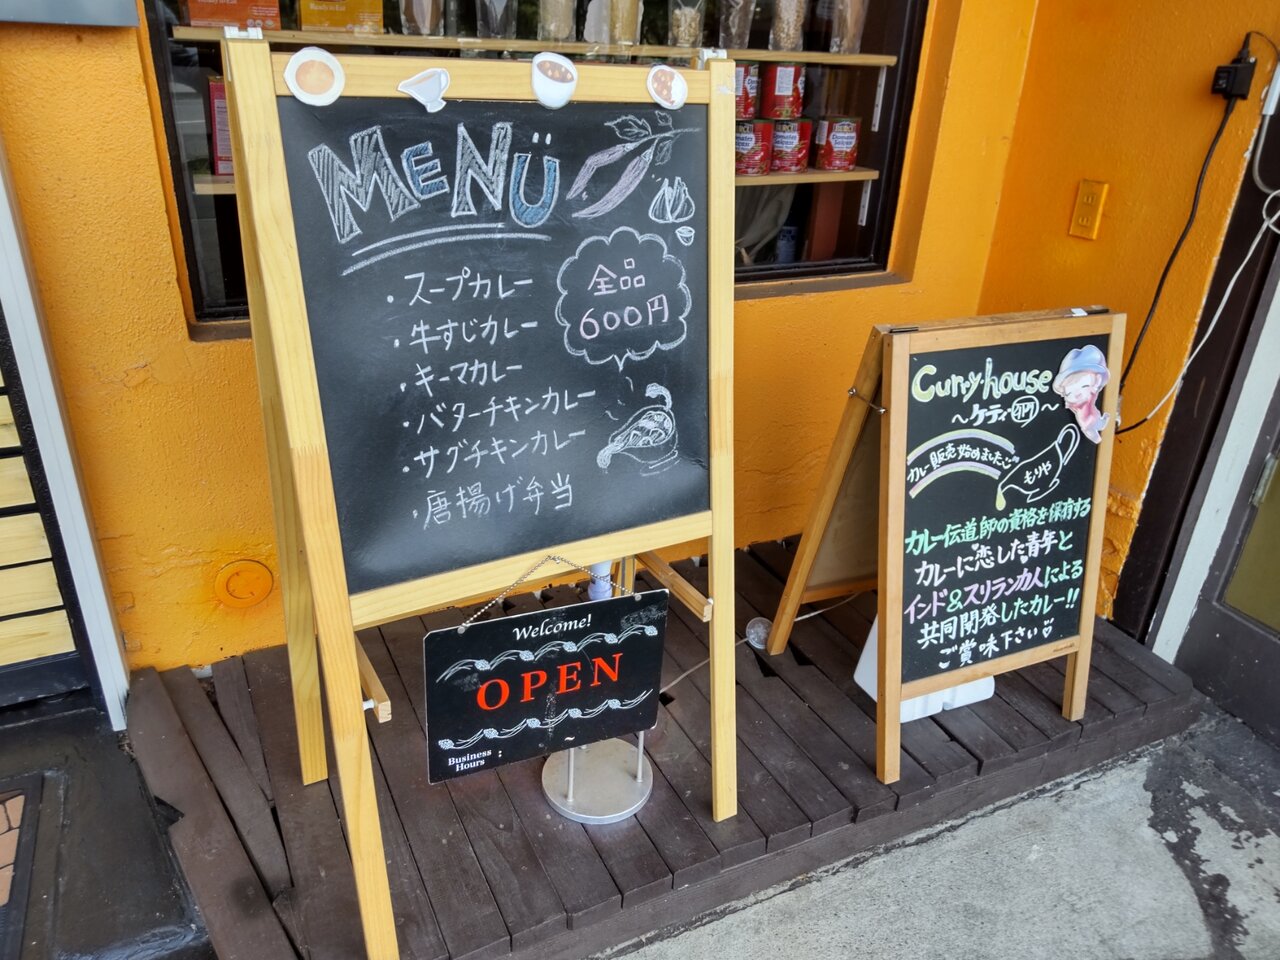 MENÜ
・スープカレー
・牛すじカレー
・キーマカレー
・バターチキンカレー
・サグチキンカレー
・唐揚げ弁当
全品
600円
Welcome!
OPEN
Business
Hours
:
~
Curry・house
〜ケティ
カレー販売始めました
もりや
カレー伝道師の資格を保有する
カレーに恋した青年と
インド&スリランカ人による
共同開発したカレー!!
ご賞味下さい♡